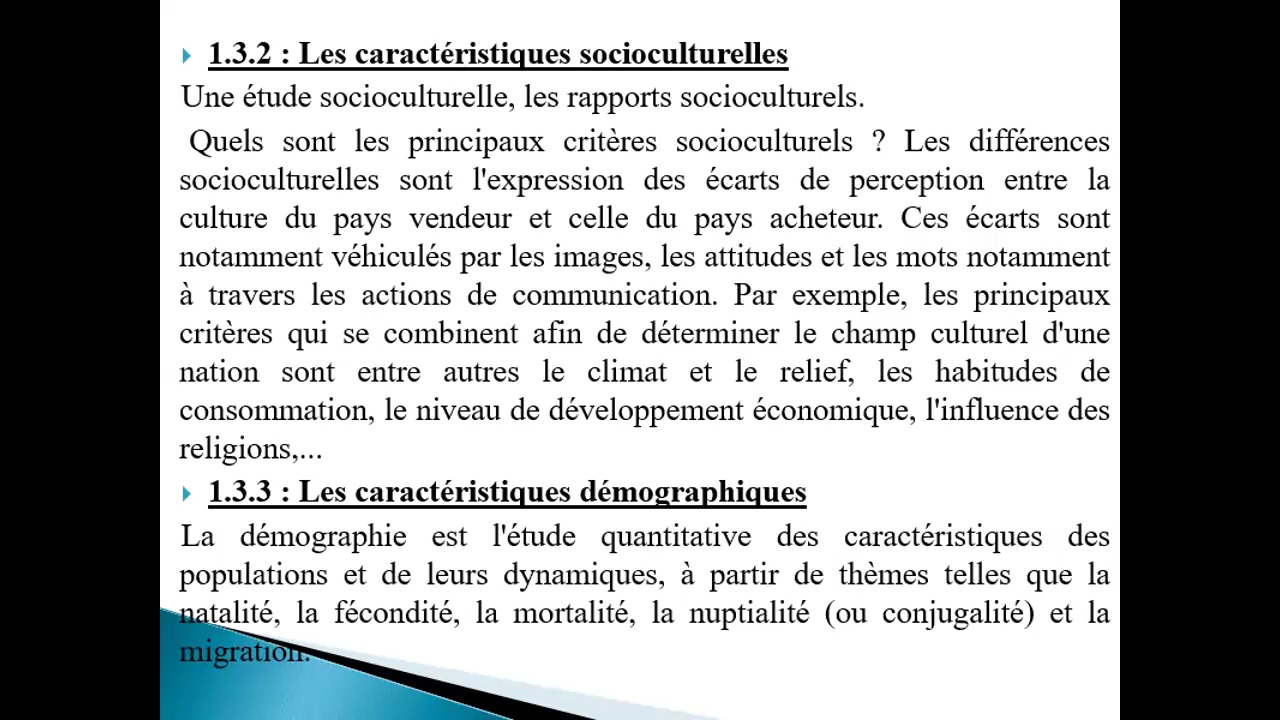 1.3.2 : Les caractéristiques socioculturelles
Une étude socioculturelle, les rapports socioculturels.
Quels sont les principaux critères socioculturels ? Les différences
socioculturelles sont l'expression des écarts de perception entre la
culture du pays vendeur et celle du pays acheteur. Ces écarts sont
notamment véhiculés par les images, les attitudes et les mots notamment
à travers les actions de communication. Par exemple, les principaux
critères qui se combinent afin de déterminer le champ culturel d'une
nation sont entre autres le climat et le relief, les habitudes de
consommation, le niveau de développement économique, l'influence des
religions,...
1.3.3 : Les caractéristiques démographiques
La démographie est l'étude quantitative des caractéristiques des
populations et de leurs dynamiques, à partir de thèmes telles que la
natalité, la fécondité, la mortalité, la nuptialité (ou conjugalité) et la
migration.